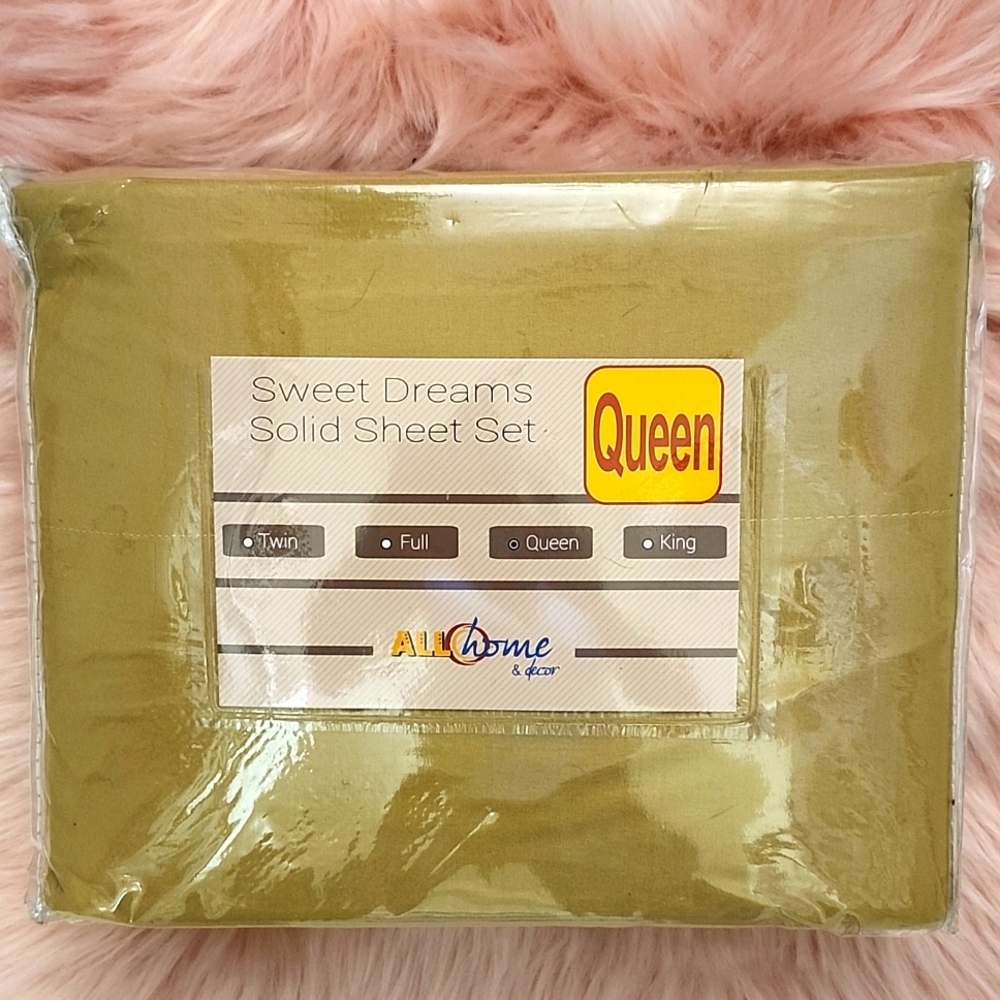 Sweet Dreams
Solid Sheet Set
Queen
Twin
Full
Queen
King
ALL home
& decor